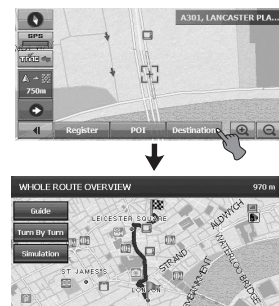 A301, LANCASTER PLA...
GPS
750m
Register POI Destination
WHOLE ROUTE OVERVIEW 970 m
Guide
Turn By Turn
Simulation
LEICESTER SQUARE
ALDWYCH
STRAND
WATERLOO BRIDGE
ST JAMES'S
LONDON